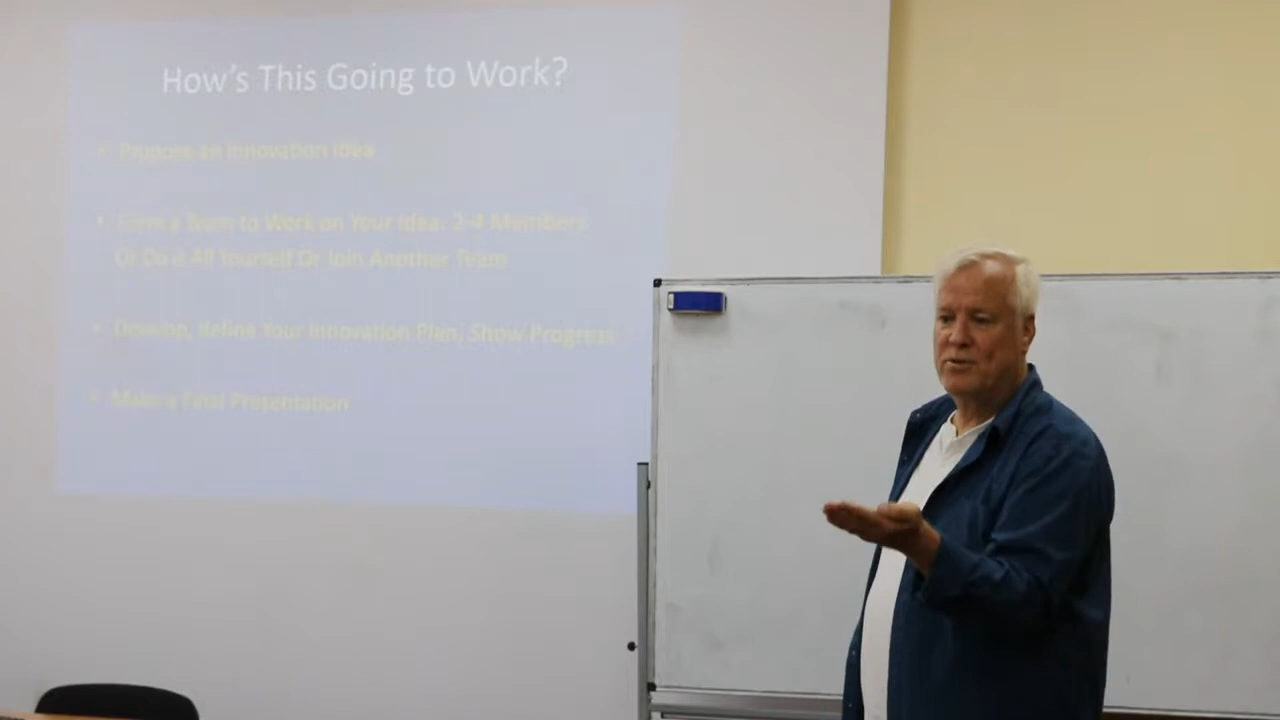 How's This Going to Work?
• Propose an Innovation Idea
• Form a Team to Work on Your Idea. 2-4 Members
Or Do it All Yourself Or Join Another Team
• Develop, Refine Your Innovation Plan, Show Progress
• Make a Final Presentation